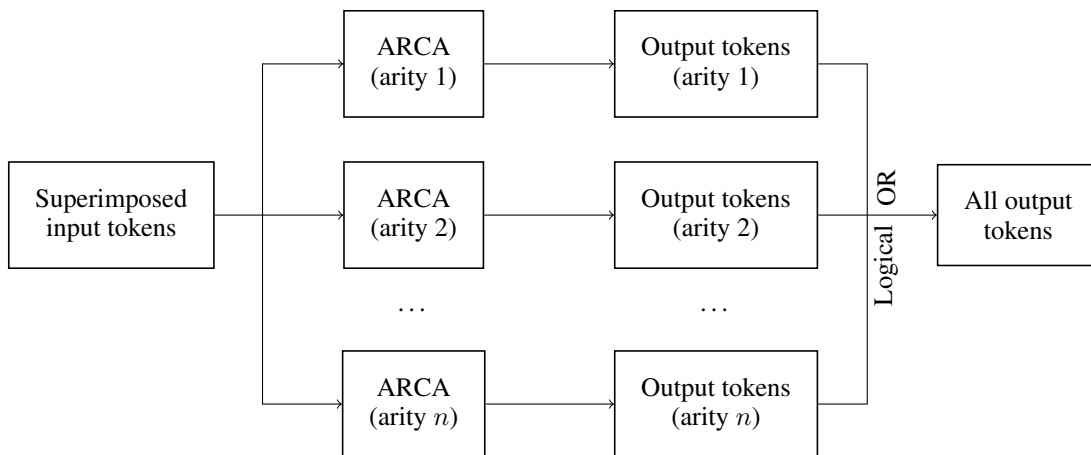 ARCA
(arity 1)
Output tokens
(arity 1)
Superimposed
input tokens
ARCA
(arity 2)
Output tokens
(arity 2)
Logical OR
All output
tokens
...
...
ARCA
(arity n)
Output tokens
(arity n)